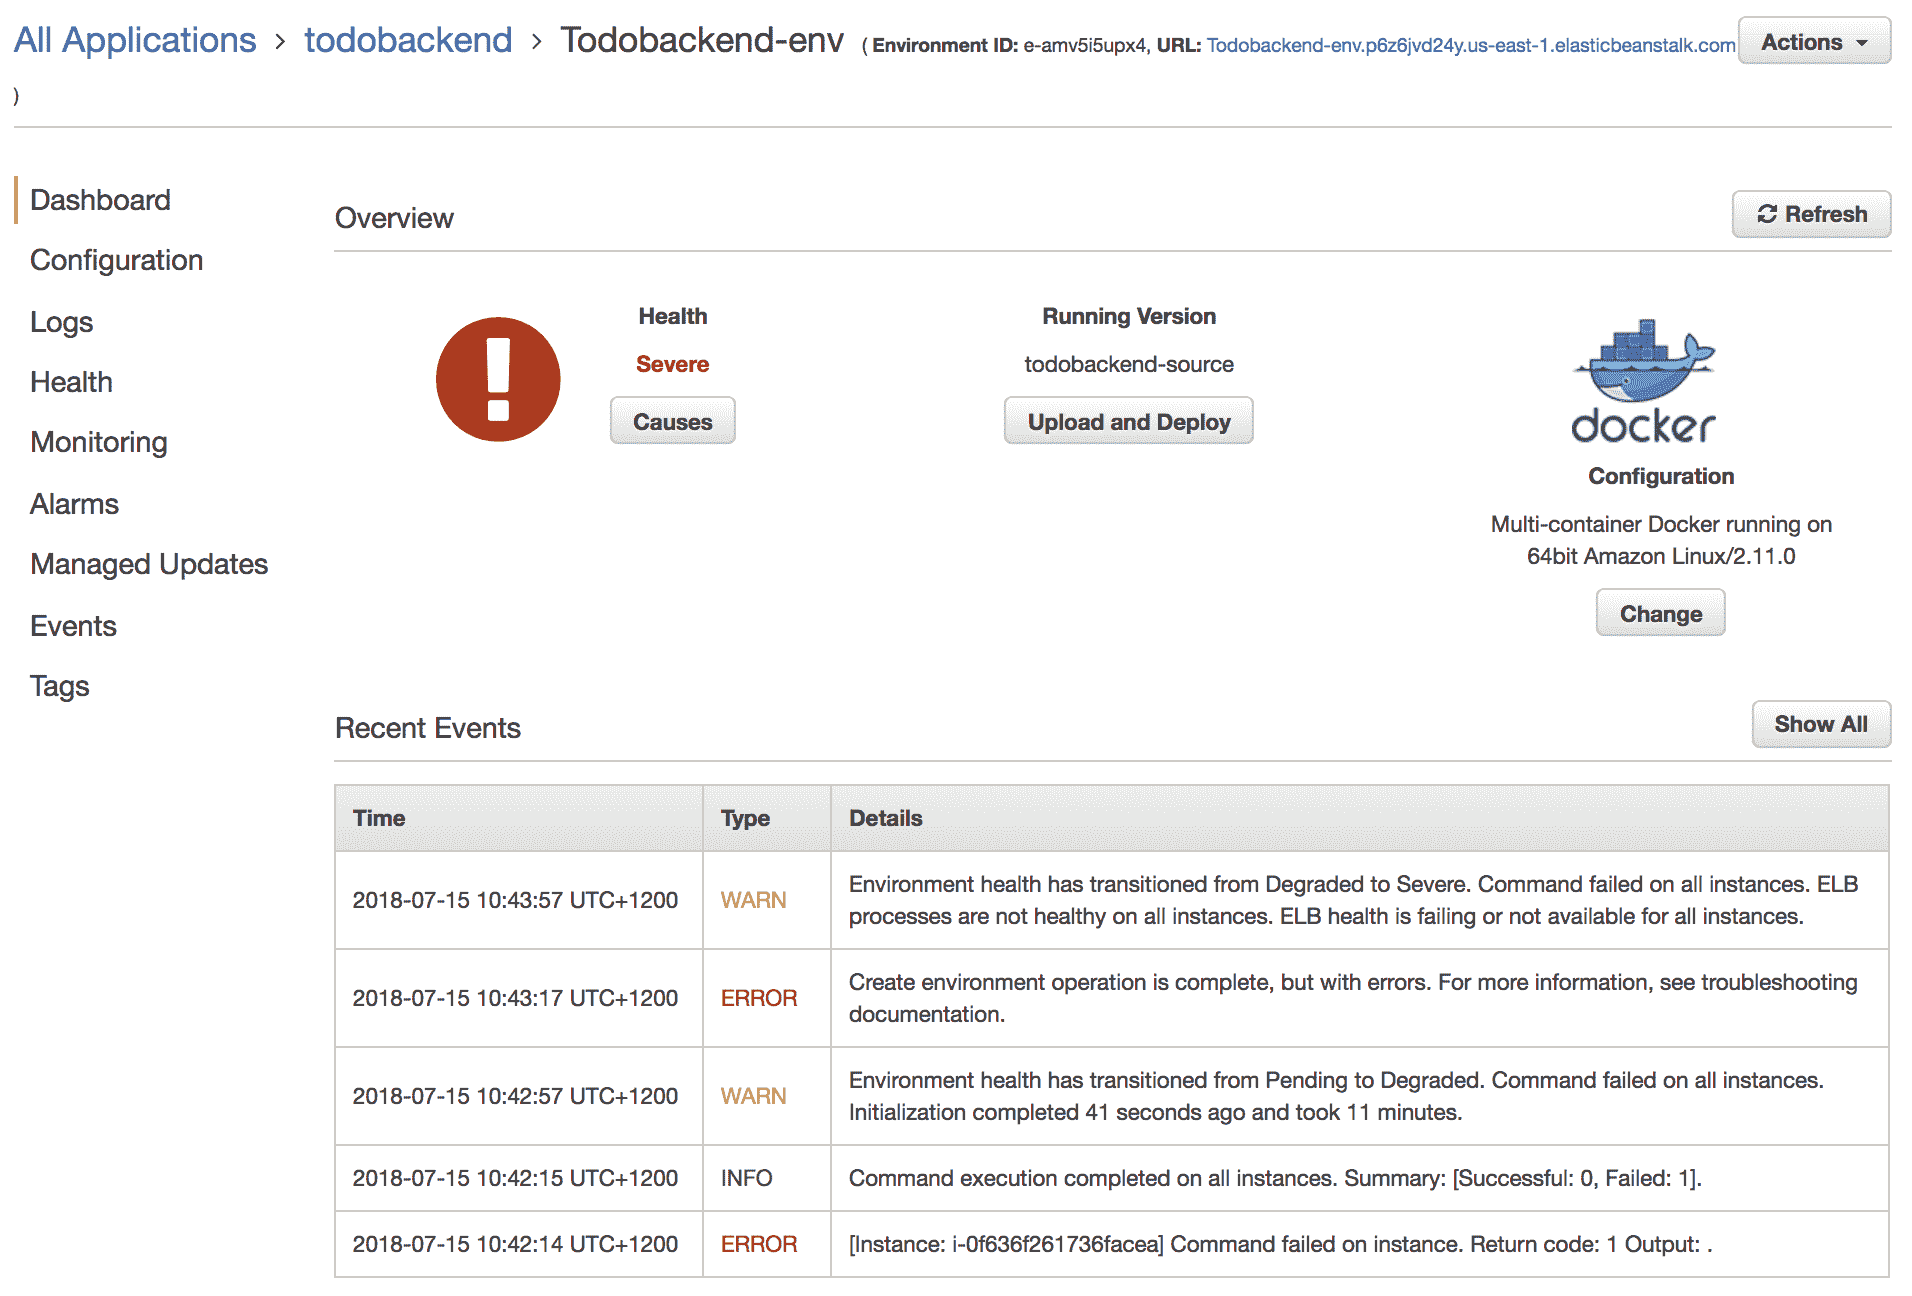 All Applications › todobackend › Todobackend-env ( Environment ID: e-amv5i5upx4, URL: Todobackend-env.p6z6jvd24y.us-east-1.elasticbeanstalk.com
)
Actions
Dashboard
Configuration
Logs
Health
Monitoring
Alarms
Managed Updates
Events
Tags
Overview
Refresh
Health
Severe
Causes
Running Version
todobackend-source
Upload and Deploy
docker
Configuration
Multi-container Docker running on
64bit Amazon Linux/2.11.0
Change
Recent Events
Show All
Time Type Details
2018-07-15 10:43:57 UTC+1200 WARN Environment health has transitioned from Degraded to Severe. Command failed on all instances. ELB
processes are not healthy on all instances. ELB health is failing or not available for all instances.
2018-07-15 10:43:17 UTC+1200 ERROR Create environment operation is complete, but with errors. For more information, see troubleshooting
documentation.
2018-07-15 10:42:57 UTC+1200 WARN Environment health has transitioned from Pending to Degraded. Command failed on all instances.
Initialization completed 41 seconds ago and took 11 minutes.
2018-07-15 10:42:15 UTC+1200 INFO Command execution completed on all instances. Summary: [Successful: 0, Failed: 1].
2018-07-15 10:42:14 UTC+1200 ERROR [Instance: i-0f636f261736facea] Command failed on instance. Return code: 1 Output: .